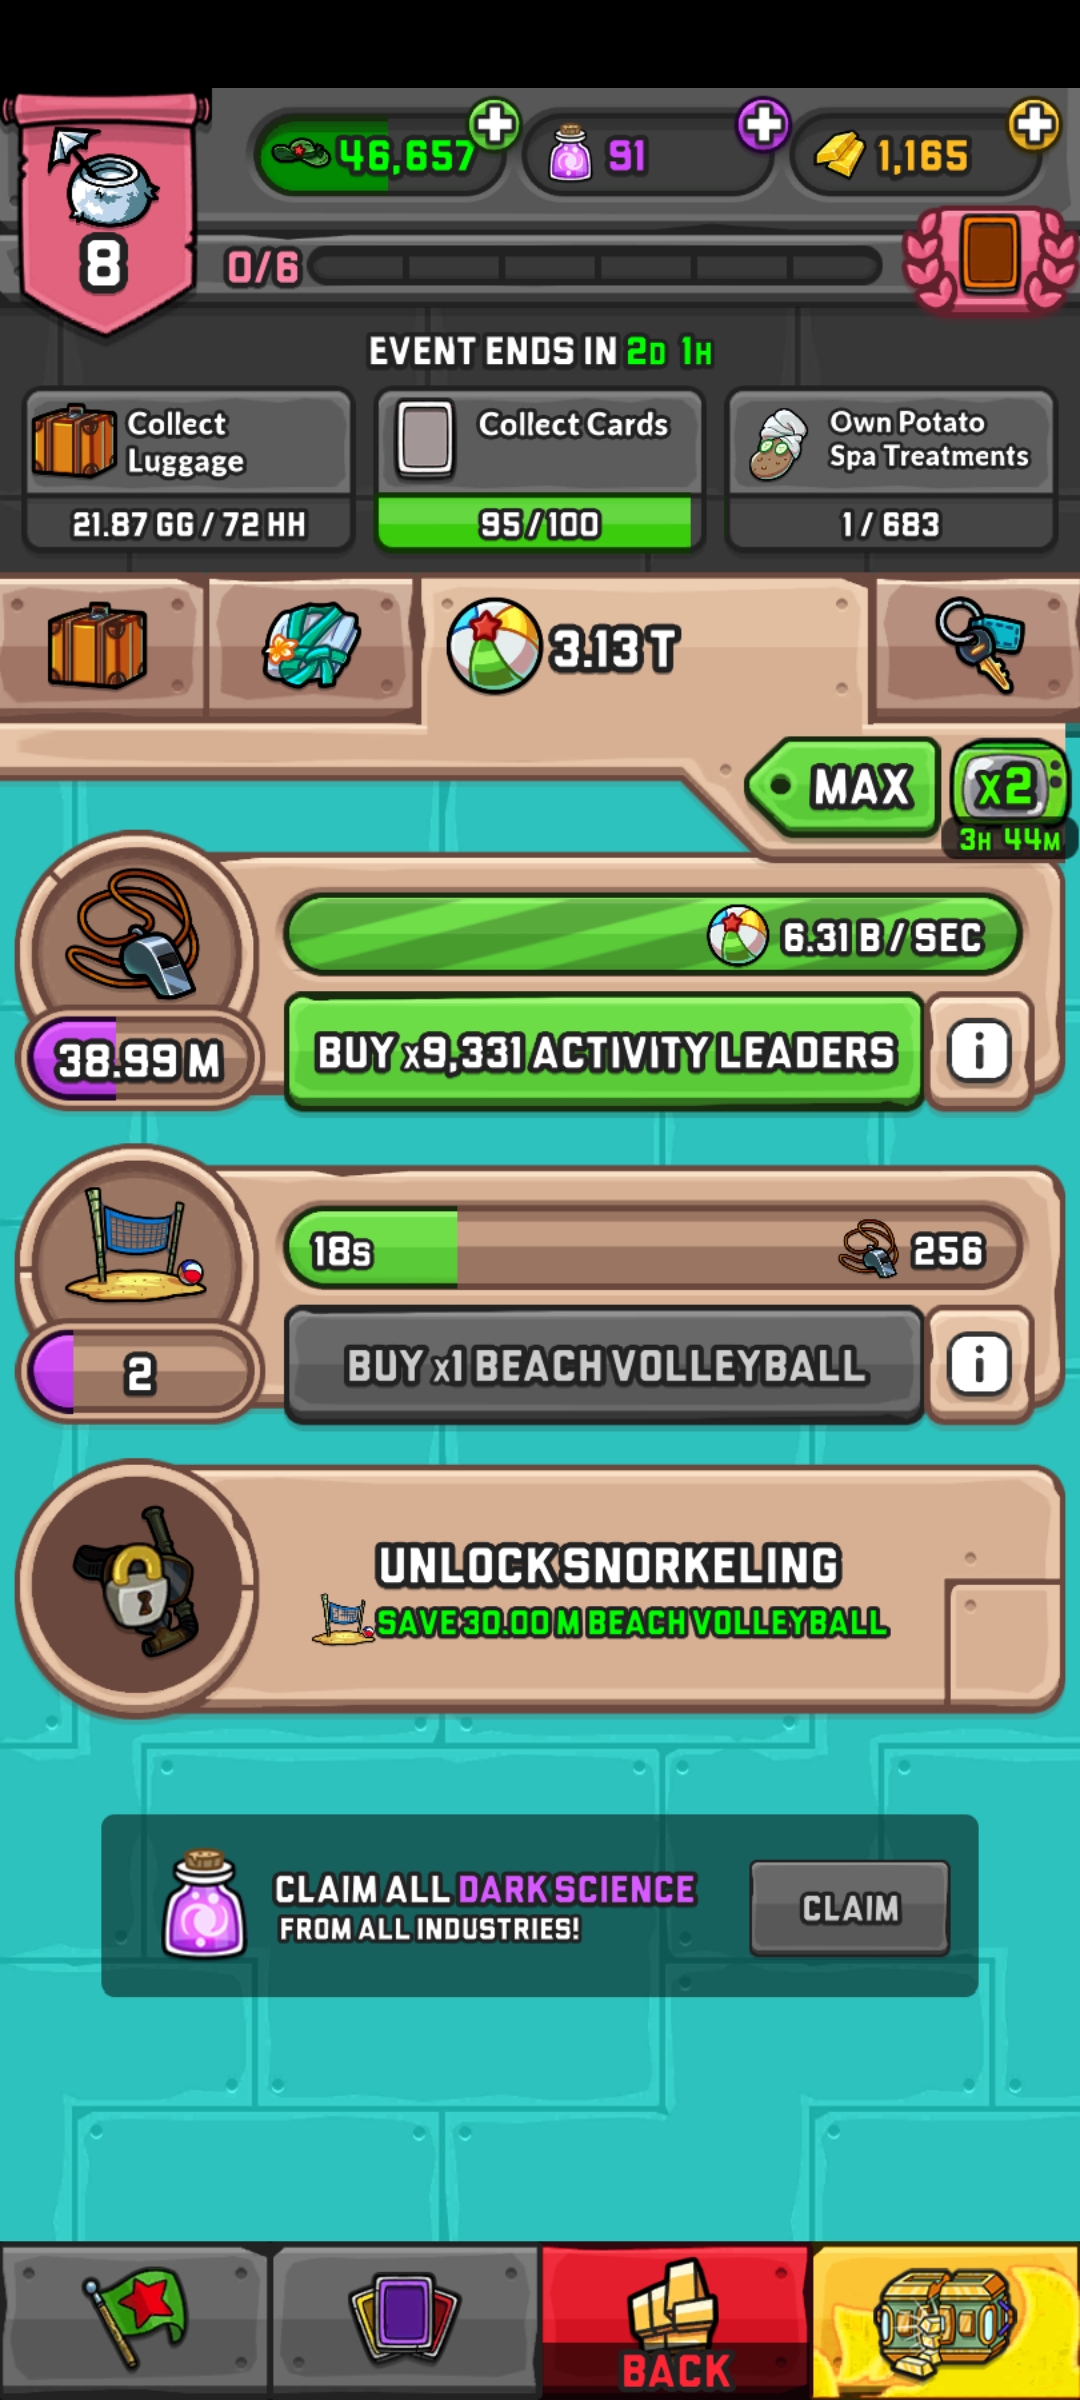 46,657
91
1,165
8
0/6
EVENT ENDS IN 2D 1H
Collect
Luggage
21.87 GG / 72 HH
Collect Cards
95 / 100
Own Potato
Spa Treatments
1 / 683
3.13 T
MAX
x2
3H 44M
6.31 B / SEC
38.99 M
BUY x9,331 ACTIVITY LEADERS
i
18s
256
2
BUY x1 BEACH VOLLEYBALL
i
UNLOCK SNORKELING
SAVE 30.00 M BEACH VOLLEYBALL
CLAIM ALL DARK SCIENCE
FROM ALL INDUSTRIES!
CLAIM
BACK